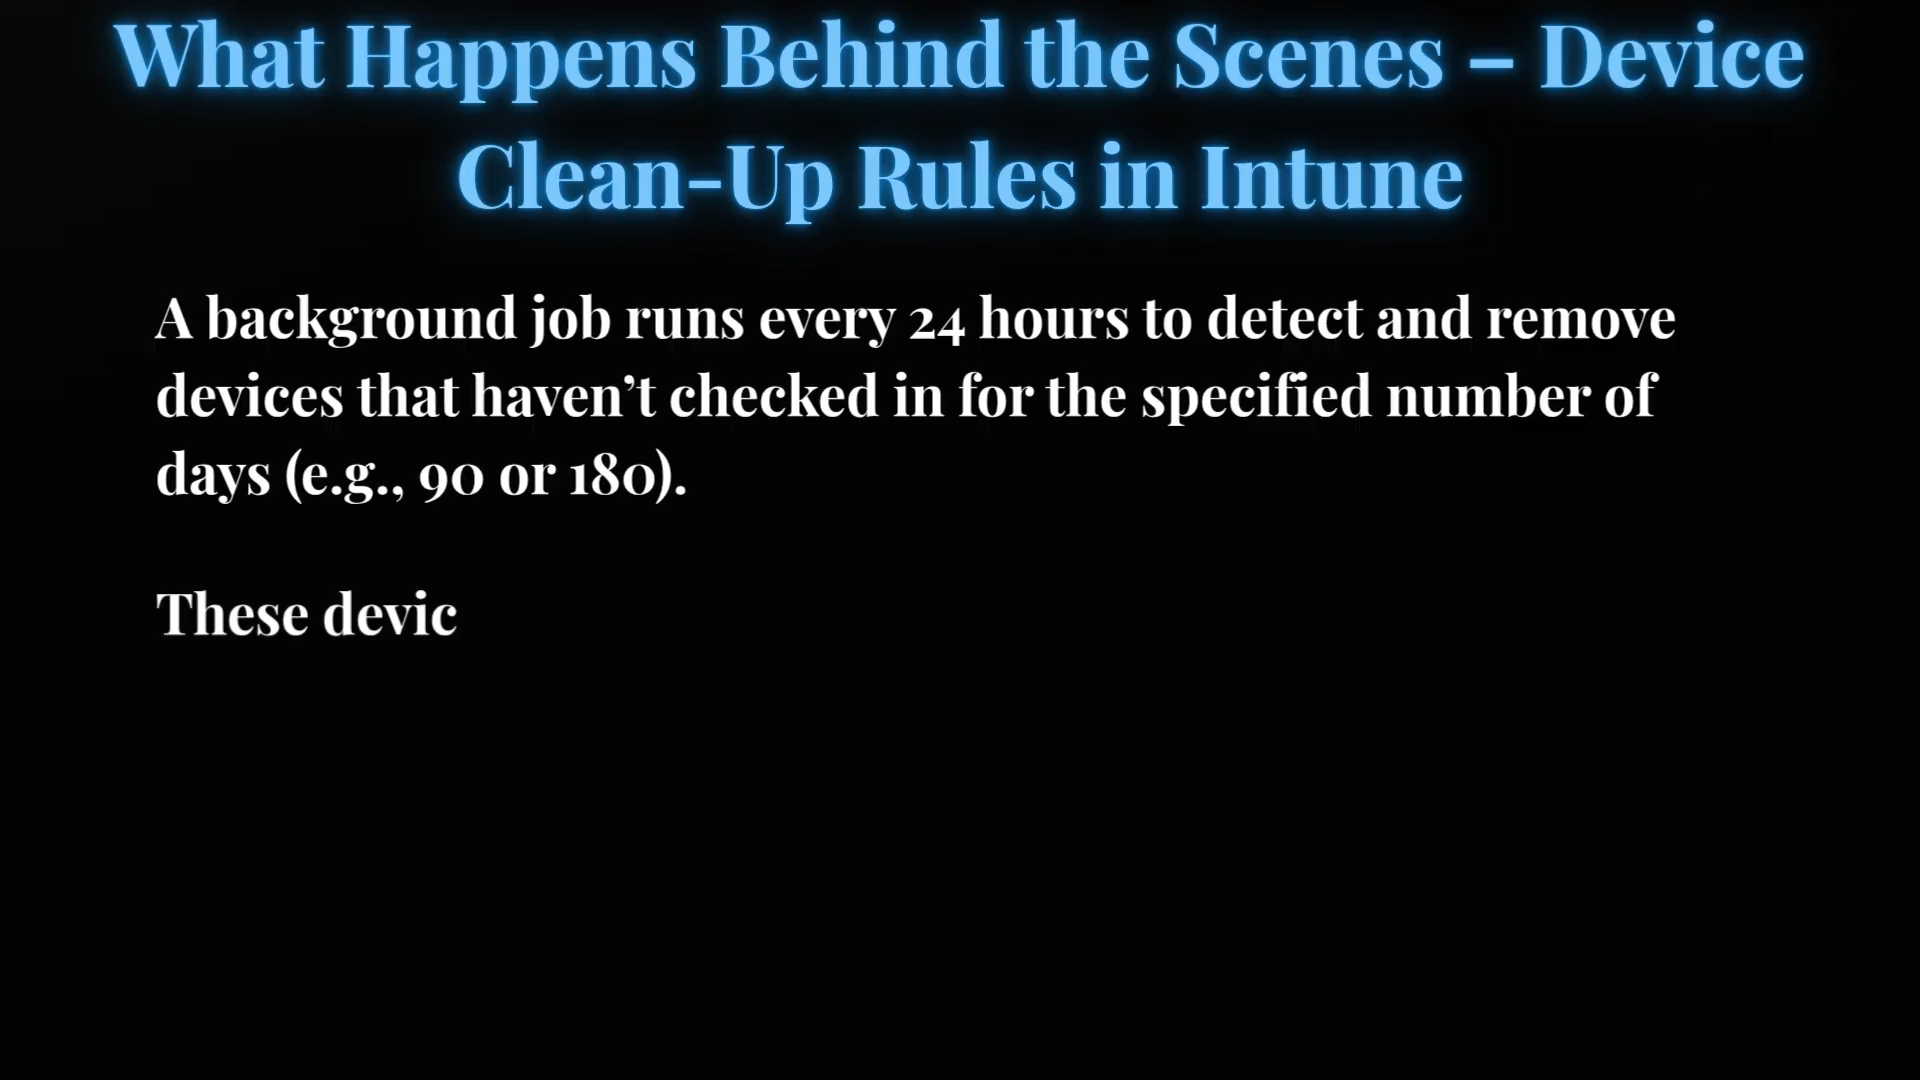 What Happens Behind the Scenes – Device
Clean-Up Rules in Intune
A background job runs every 24 hours to detect and remove
devices that haven’t checked in for the specified number of
days (e.g., 90 or 180).
These devic